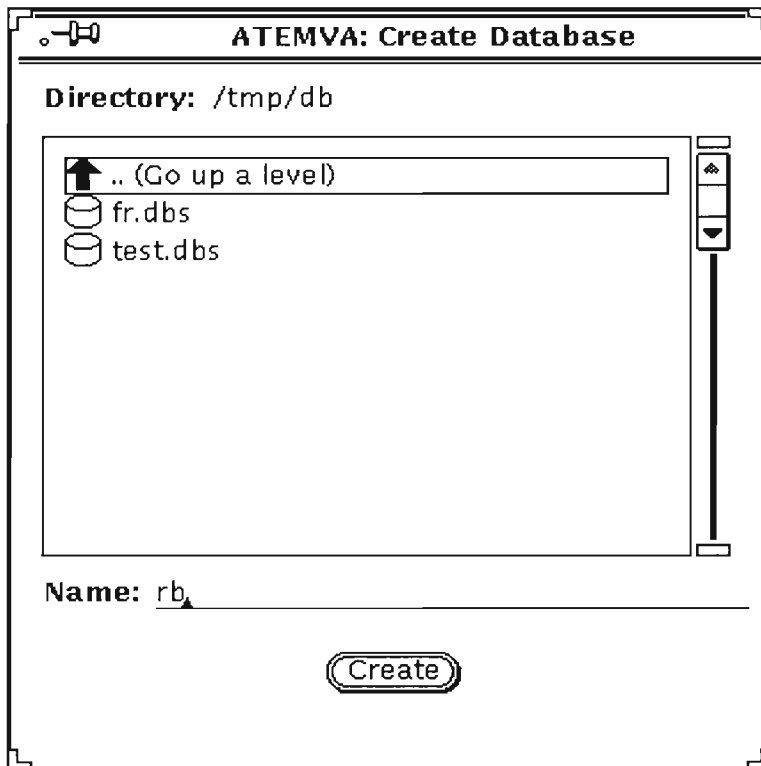 ATEMVA: Create Database
Directory: /tmp/db
.. (Go up a level)
fr.dbs
test.dbs
Name: rb
Create